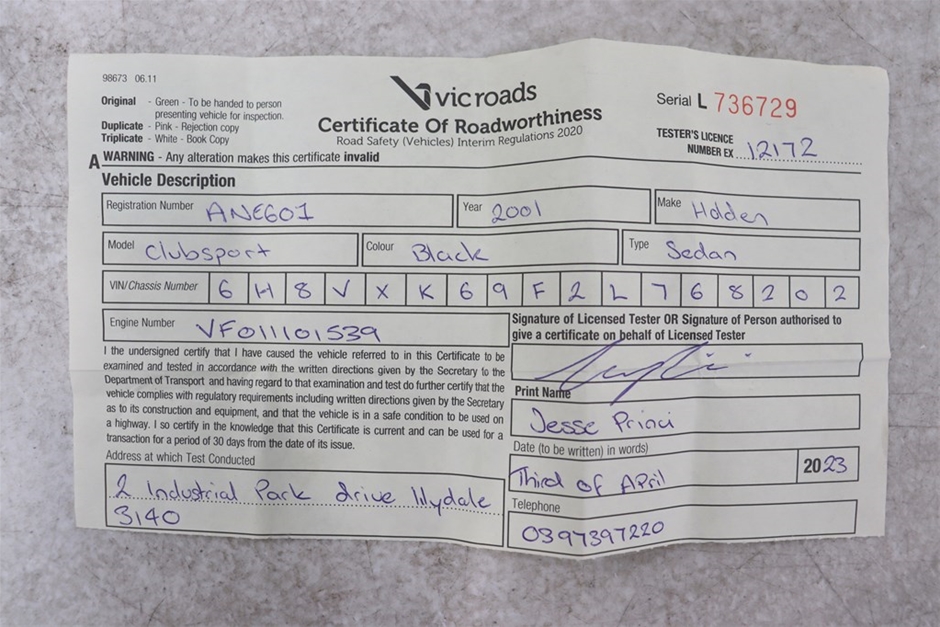 98673 06.11
Original - Green - To be handed to person
presenting vehicle for inspection.
Duplicate - Pink - Rejection copy
Triplicate - White - Book Copy
vicroads
Certificate Of Roadworthiness
Road Safety (Vehicles) Interim Regulations 2020
Serial L 736729
TESTER'S LICENCE
NUMBER EX 12172
A WARNING - Any alteration makes this certificate invalid
Vehicle Description
Registration Number ANE601 Year 2001 Make Holden
Model Clubsport Colour Black Type Sedan
VIN/Chassis Number 6 H 8 V X K 6 9 F 2 L 7 6 8 2 0 2
Engine Number VF011101539
Signature of Licensed Tester OR Signature of Person authorised to
give a certificate on behalf of Licensed Tester
I the undersigned certify that I have caused the vehicle referred to in this Certificate to be
examined and tested in accordance with the written directions given by the Secretary to the
Department of Transport and having regard to that examination and test do further certify that the
vehicle complies with regulatory requirements including written directions given by the Secretary
as to its construction and equipment, and that the vehicle is in a safe condition to be used on
a highway. I so certify in the knowledge that this Certificate is current and can be used for a
transaction for a period of 30 days from the date of its issue.
Print Name
Jesse Princi
Date (to be written) in words)
Third of April 2023
Address at which Test Conducted
2 Industrial Park drive lilydale
3140
Telephone
0397397220